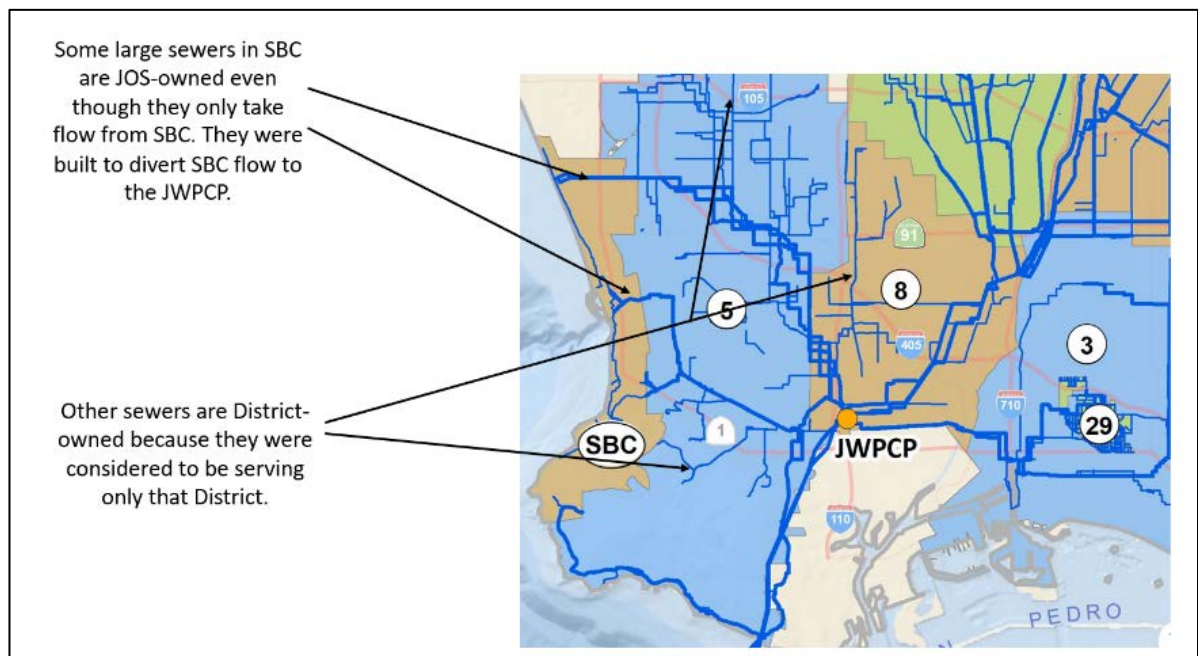 Some large sewers in SBC
are JOS-owned even
though they only take
flow from SBC. They were
built to divert SBC flow to
the JWPCP.
Other sewers are District-
owned because they were
considered to be serving
only that District.
105
91
8
5
405
3
710
29
1
SBC
JWPCP
110
PEDRO